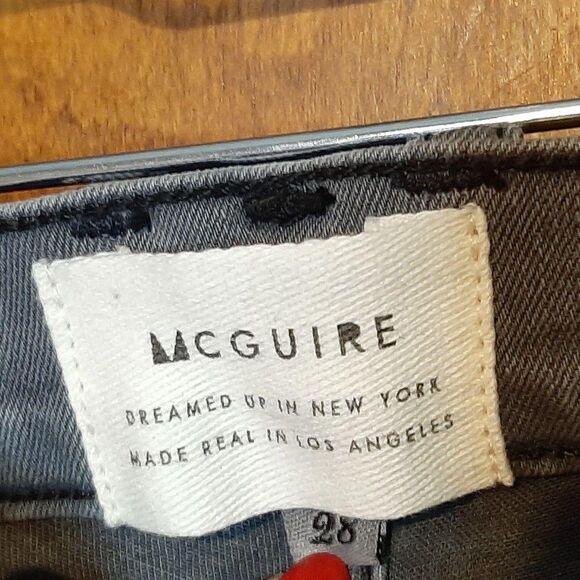 MCGUIRE
DREAMED UP IN NEW YORK
MADE REAL IN LOS ANGELES
28